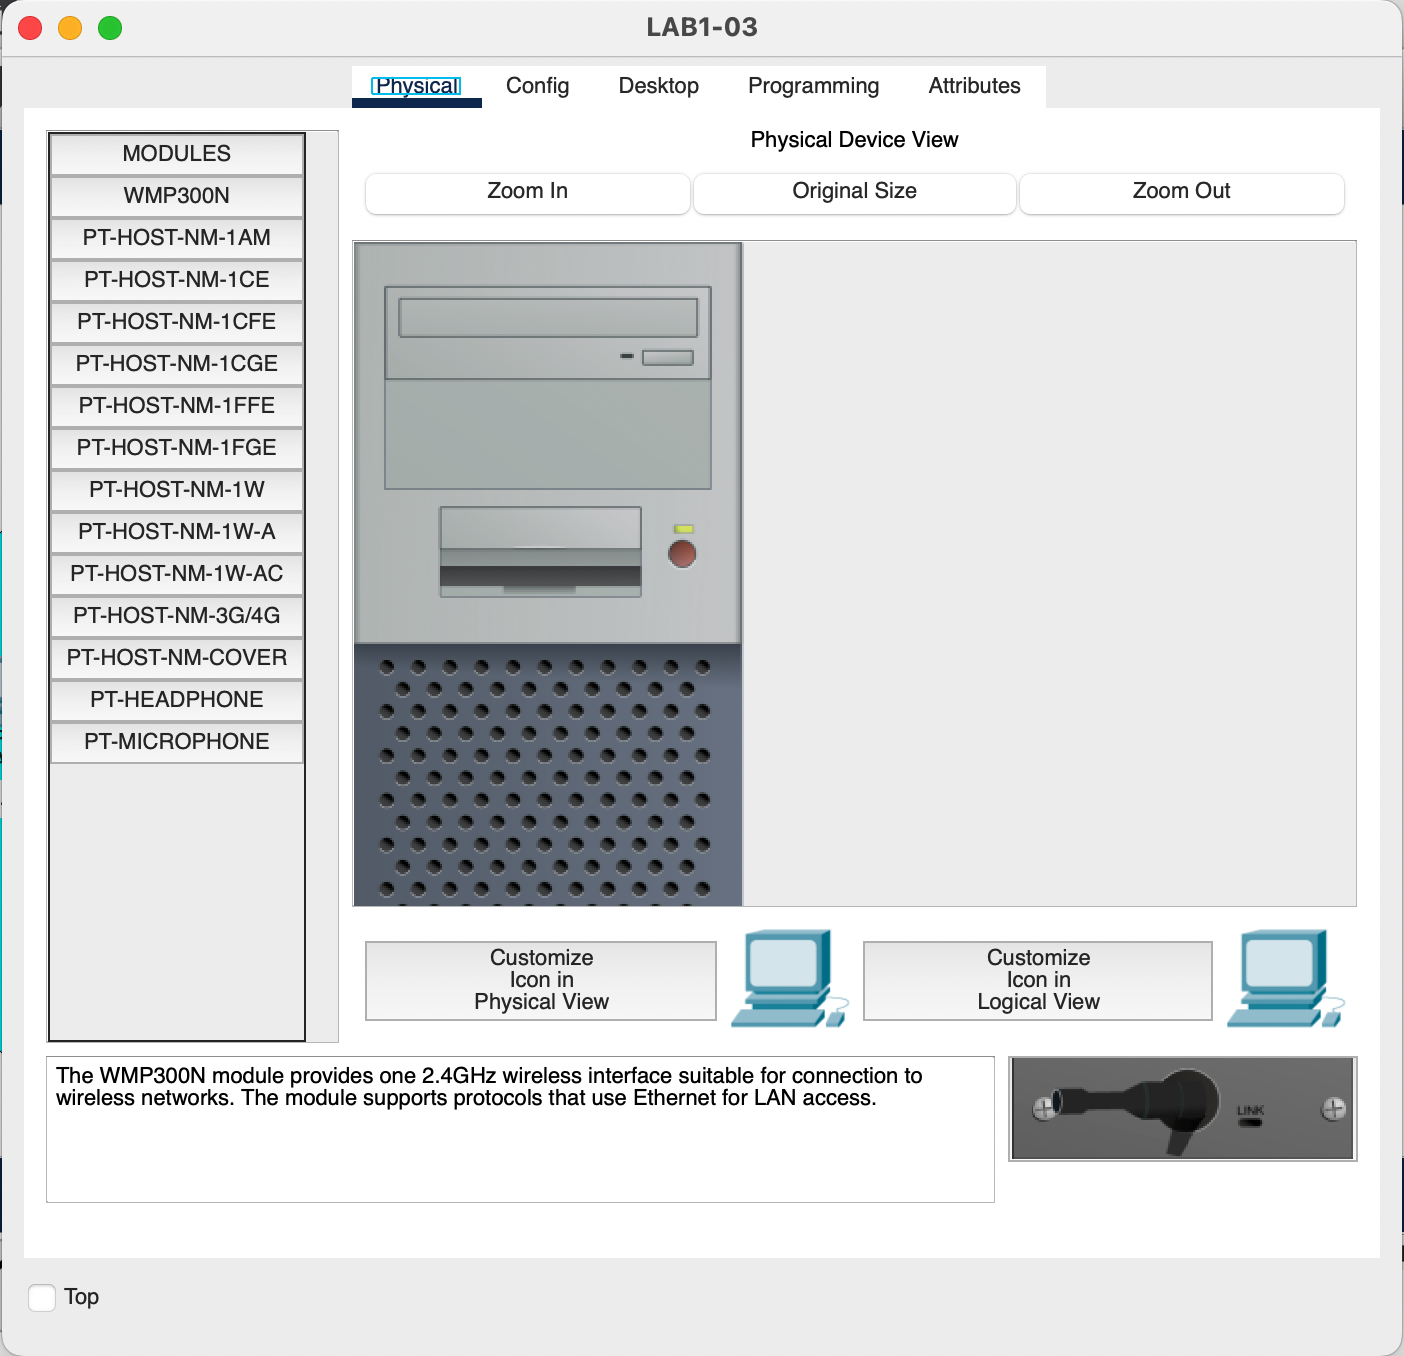 LAB1-03
Physical
Config
Desktop
Programming
Attributes
MODULES
WMP300N
PT-HOST-NM-1AM
PT-HOST-NM-1CE
PT-HOST-NM-1CFE
PT-HOST-NM-1CGE
PT-HOST-NM-1FFE
PT-HOST-NM-1FGE
PT-HOST-NM-1W
PT-HOST-NM-1W-A
PT-HOST-NM-1W-AC
PT-HOST-NM-3G/4G
PT-HOST-NM-COVER
PT-HEADPHONE
PT-MICROPHONE
Physical Device View
Zoom In
Original Size
Zoom Out
Customize
Icon in
Physical View
Customize
Icon in
Logical View
The WMP300N module provides one 2.4GHz wireless interface suitable for connection to
wireless networks. The module supports protocols that use Ethernet for LAN access.
LINK
Top